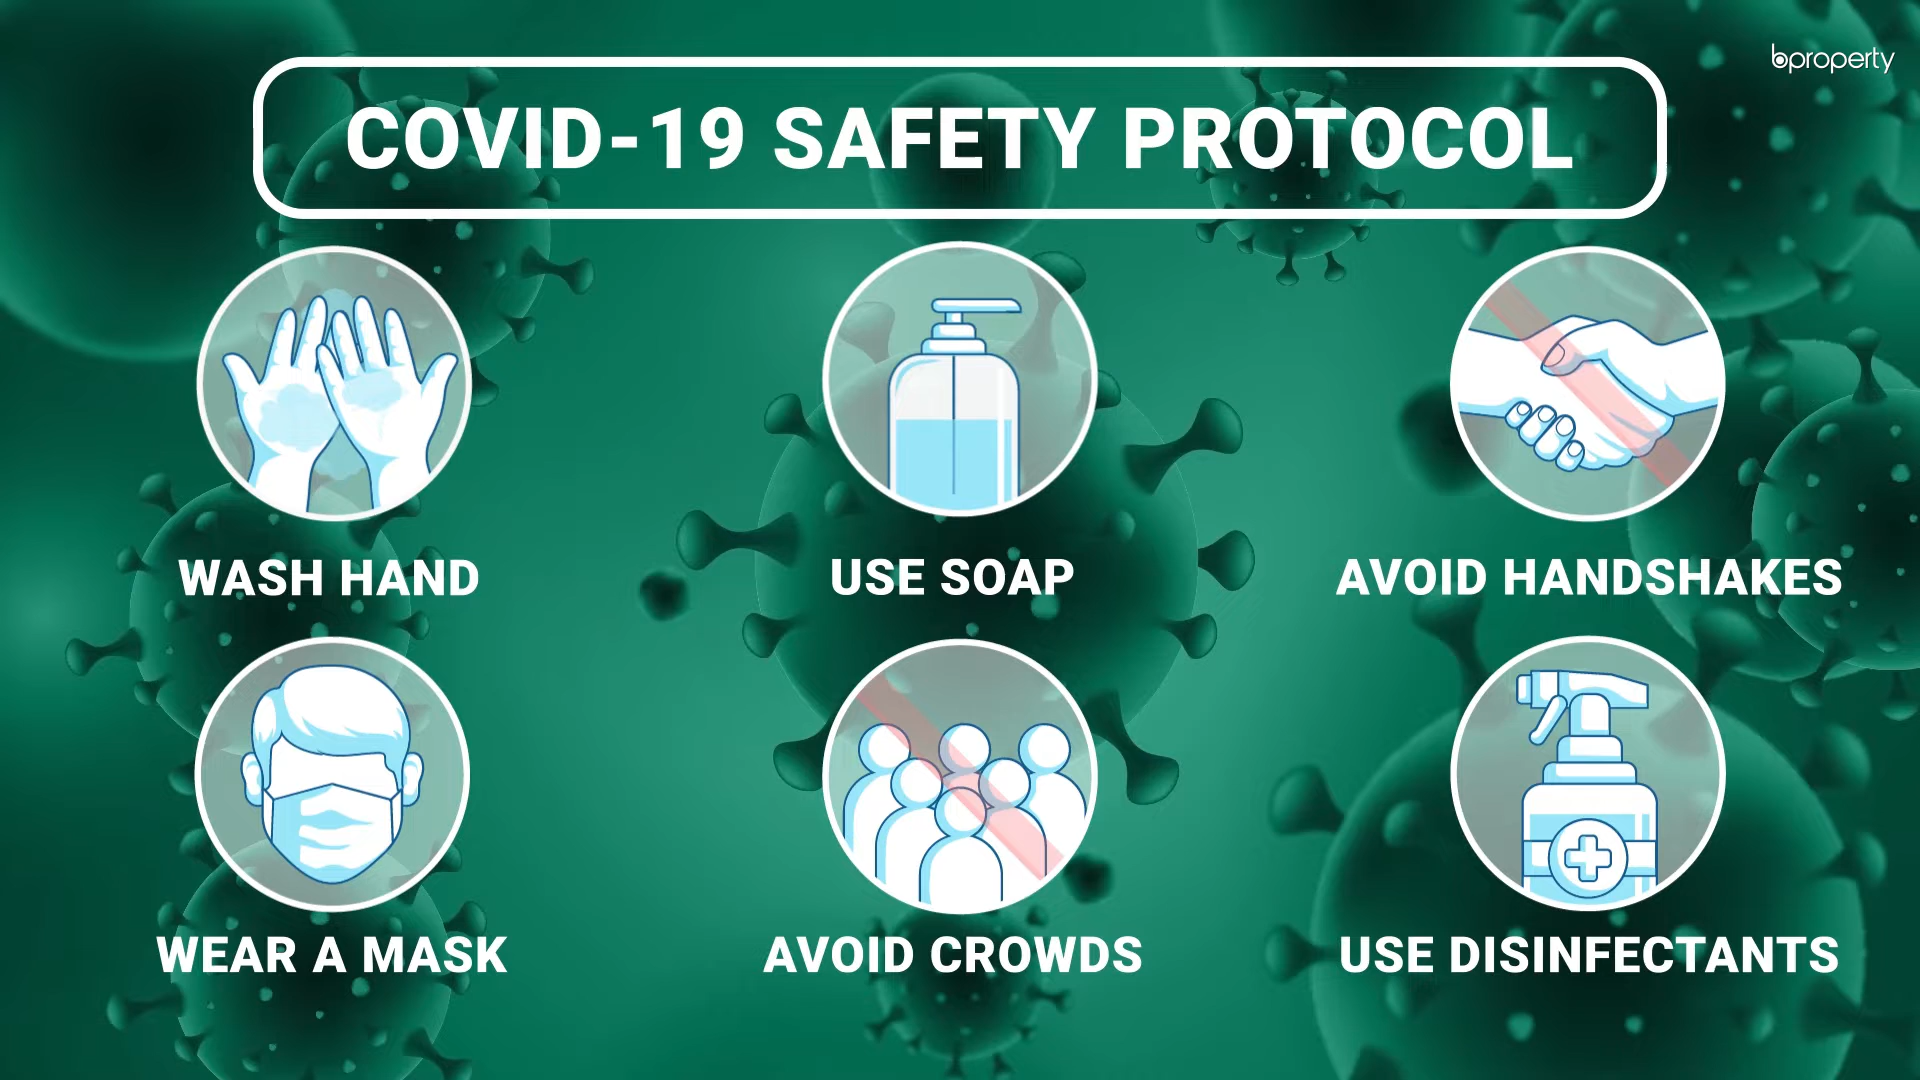 bproperty
COVID-19 SAFETY PROTOCOL
WASH HAND
USE SOAP
AVOID HANDSHAKES
WEAR A MASK
AVOID CROWDS
USE DISINFECTANTS